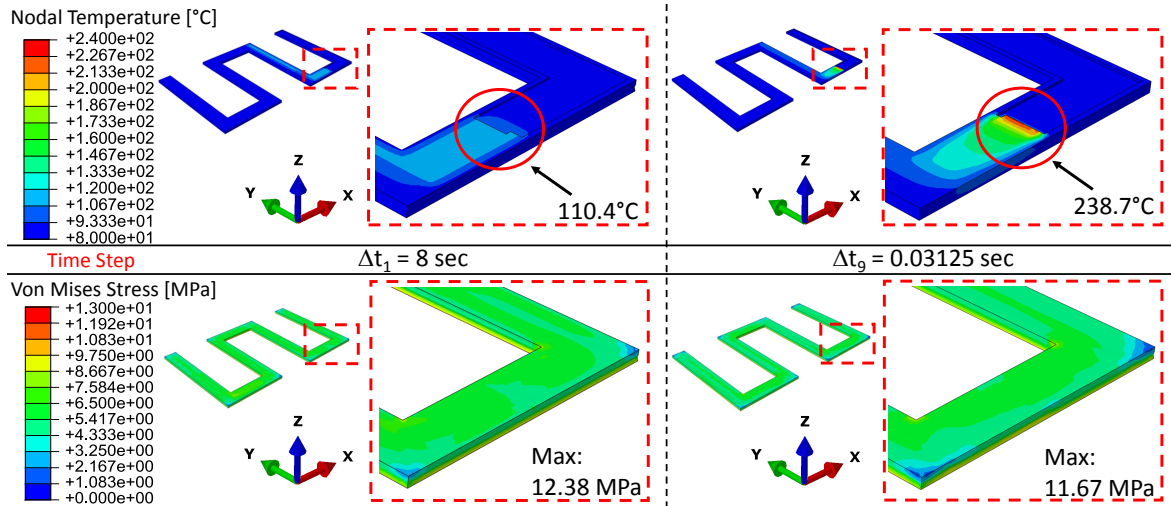 Nodal Temperature [°C]
+2.400e+02
+2.267e+02
+2.133e+02
+2.000e+02
+1.867e+02
+1.733e+02
+1.600e+02
+1.467e+02
+1.333e+02
+1.200e+02
+1.067e+02
+9.333e+01
+8.000e+01
Z
Y
X
110.4°C
Z
Y
X
238.7°C
Time Step
Δt₁ = 8 sec
Δt₉ = 0.03125 sec
Von Mises Stress [MPa]
+1.300e+01
+1.192e+01
+1.083e+01
+9.750e+00
+8.667e+00
+7.584e+00
+6.500e+00
+5.417e+00
+4.333e+00
+3.250e+00
+2.167e+00
+1.083e+00
+0.000e+00
Z
Y
X
Max:
12.38 MPa
Z
Y
X
Max:
11.67 MPa